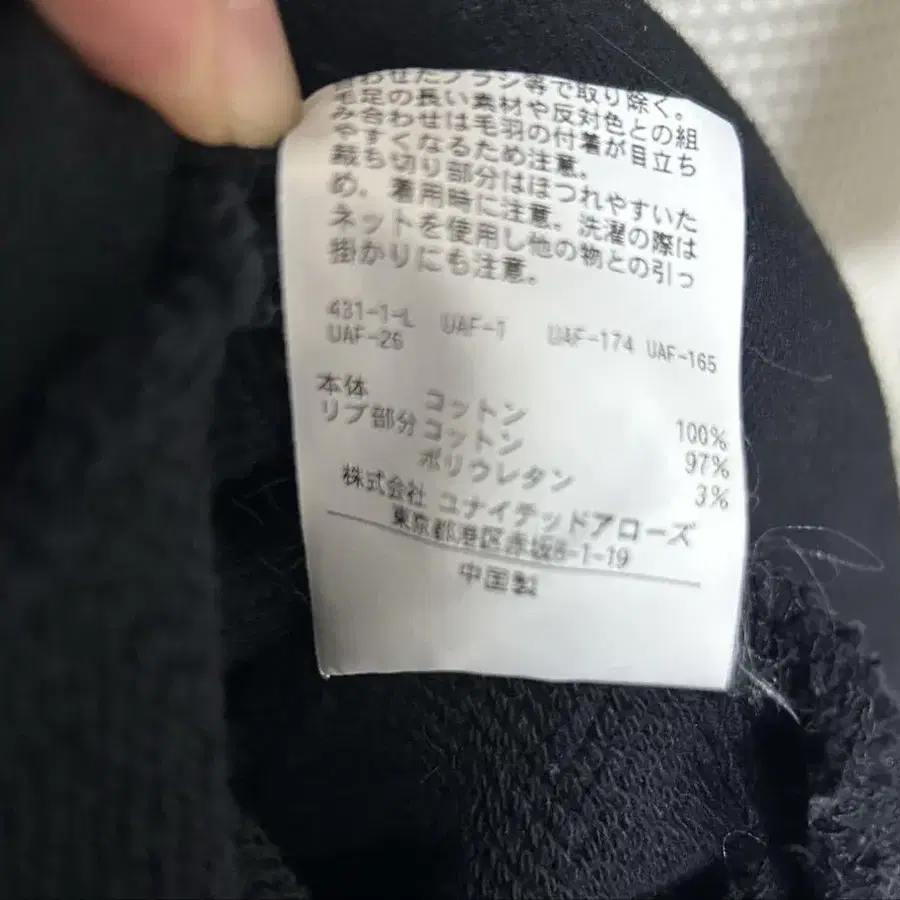 わせたブラシ等で取り除く。
毛足の長い素材や反対色との組
み合わせは毛羽の付着が目立ち
やすくなるため注意。
裁ち切り部分はほつれやすいた
め、着用時に注意。洗濯の際は
ネットを使用し他の物との引っ
掛かりにも注意。
431-1-L UAF-1 UAF-174 UAF-165
UAF-26
本体 コットン 100%
リブ部分 コットン 97%
ポリウレタン 3%
株式会社 ユナイテッドアローズ
東京都港区赤坂8-1-19
中国製